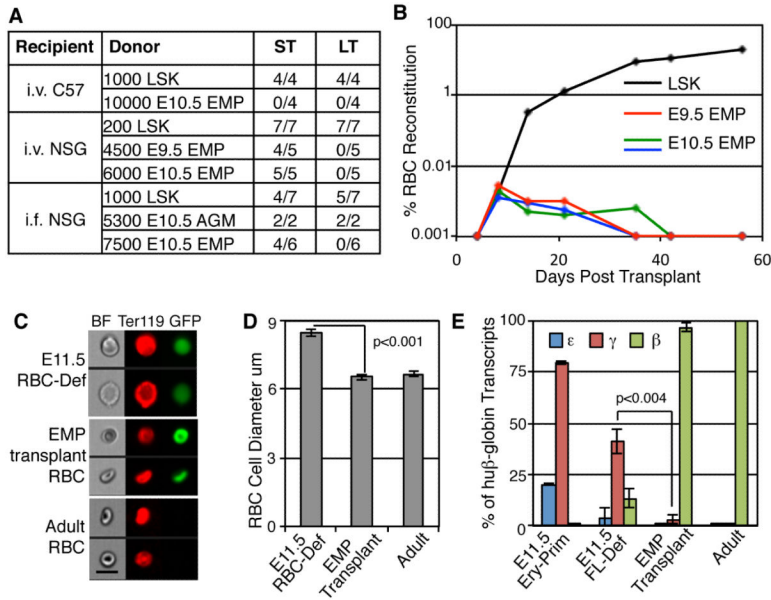 A
Recipient Donor ST LT
i.v. C57
1000 LSK 4/4 4/4
10000 E10.5 EMP 0/4 0/4
i.v. NSG
200 LSK 7/7 7/7
4500 E9.5 EMP 4/5 0/5
6000 E10.5 EMP 5/5 0/5
i.f. NSG
1000 LSK 4/7 5/7
5300 E10.5 AGM 2/2 2/2
7500 E10.5 EMP 4/6 0/6
B
% RBC Reconstitution
100
1
0.01
0.001
0 20 40 60
Days Post Transplant
LSK
E9.5 EMP
E10.5 EMP
C
BF Ter119 GFP
E11.5
RBC-Def
EMP
transplant
RBC
Adult
RBC
D
RBC Cell Diameter um
9
6
3
0
p<0.001
E11.5
RBC-Def
EMP
Transplant
Adult
E
% of huβ-globin Transcripts
100
75
50
25
0
ε γ β
p<0.004
E11.5
Ery-Prim
E11.5
FL-Def
EMP
Transplant
Adult